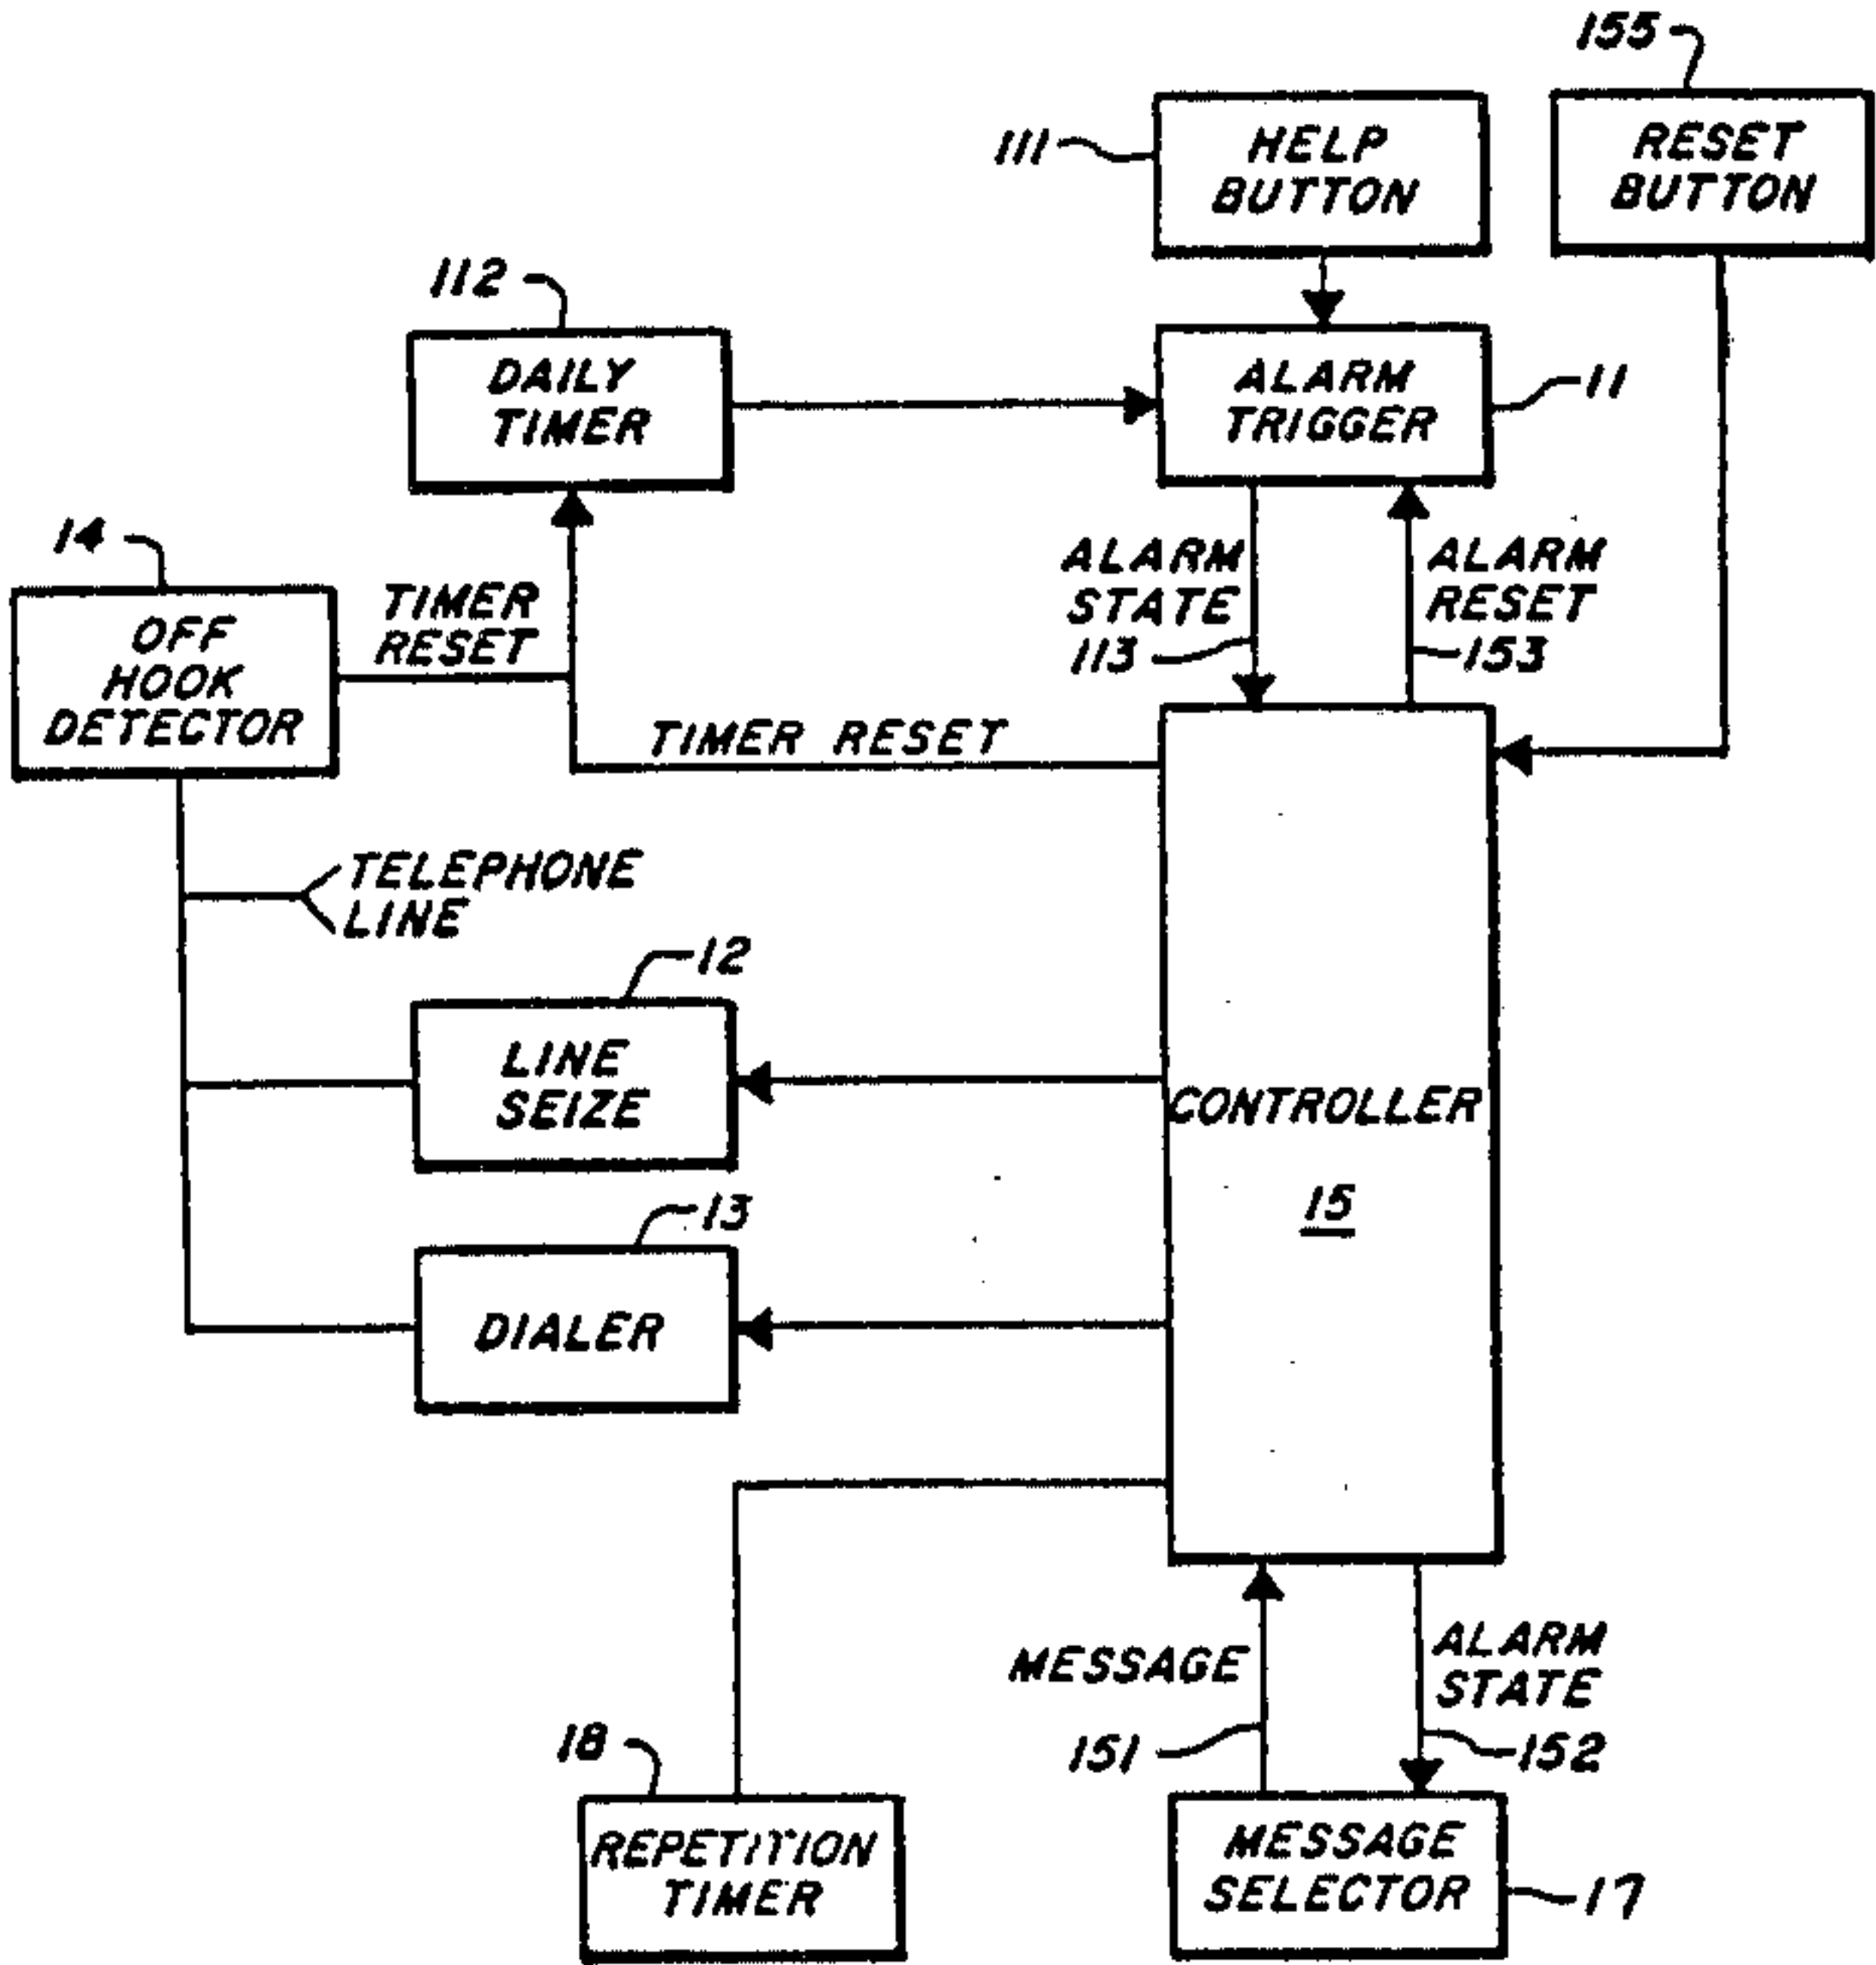 155
111
HELP
BUTTON
RESET
BUTTON
112
DAILY
TIMER
ALARM
TRIGGER
11
14
OFF
HOOK
DETECTOR
TIMER
RESET
ALARM
STATE
113
ALARM
RESET
153
TIMER RESET
TELEPHONE
LINE
12
LINE
SEIZE
CONTROLLER
15
13
DIALER
MESSAGE
151
ALARM
STATE
152
18
REPETITION
TIMER
MESSAGE
SELECTOR
17